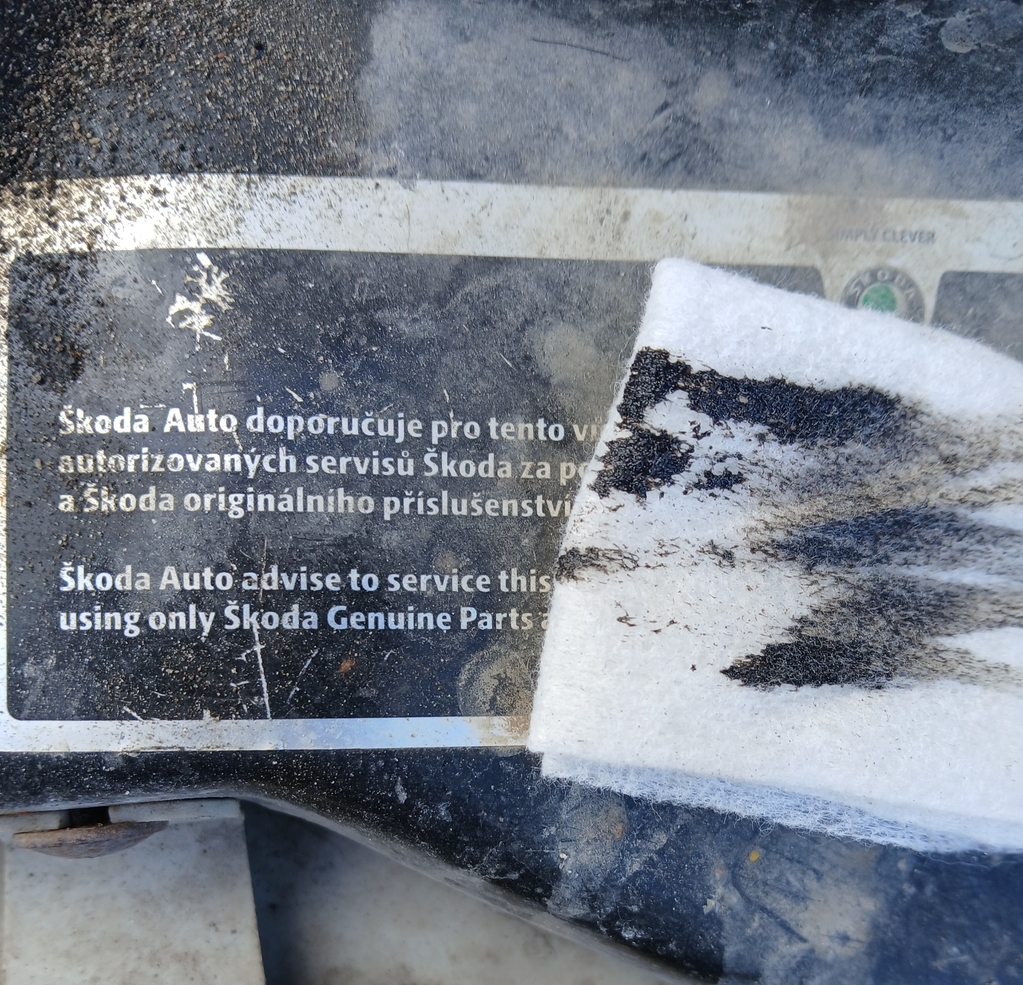 SIMPLY CLEVER
ŠKODA
Škoda Auto doporučuje pro tento
autorizovaných servisů Škoda za
a Škoda originálního příslušenství
Škoda Auto advise to service this
using only Škoda Genuine Parts